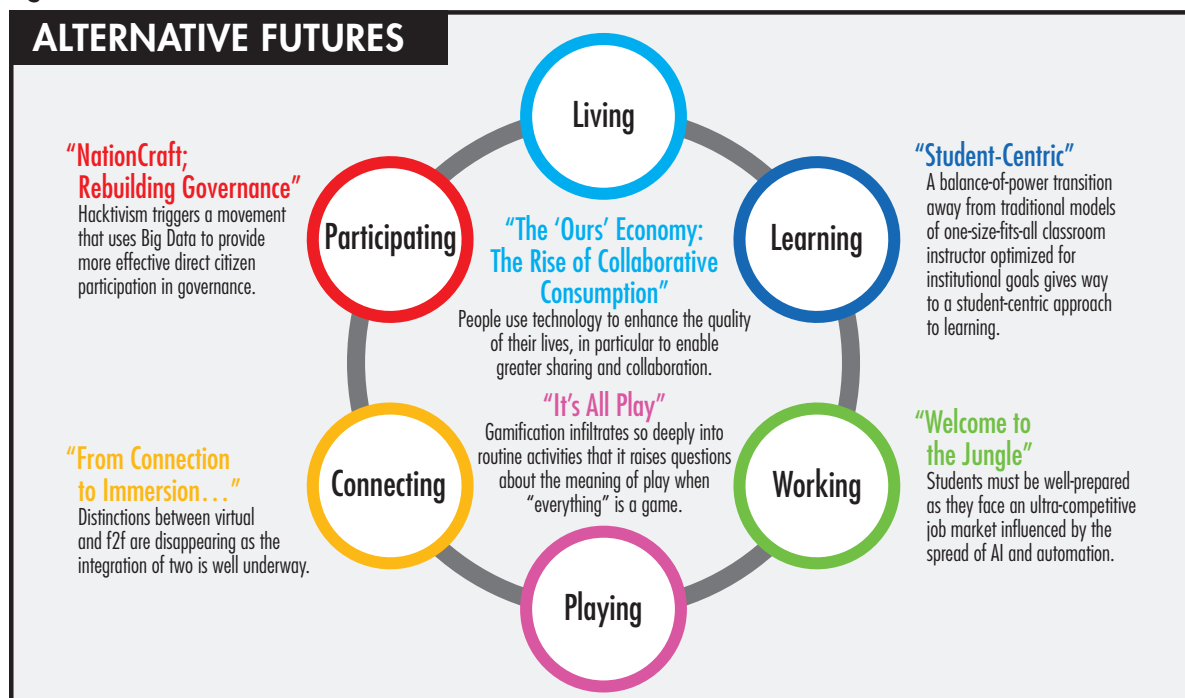 ALTERNATIVE FUTURES
Living
"NationCraft;
Rebuilding Governance"
Hacktivism triggers a movement
that uses Big Data to provide
more effective direct citizen
participation in governance.
Participating
"The 'Ours' Economy:
The Rise of Collaborative
Consumption"
People use technology to enhance the quality
of their lives, in particular to enable
greater sharing and collaboration.
Learning
"Student-Centric"
A balance-of-power transition
away from traditional models
of one-size-fits-all classroom
instructor optimized for
institutional goals gives way
to a student-centric approach
to learning.
"From Connection
to Immersion…"
Distinctions between virtual
and f2f are disappearing as the
integration of two is well underway.
Connecting
"It's All Play"
Gamification infiltrates so deeply into
routine activities that it raises questions
about the meaning of play when
"everything" is a game.
Working
"Welcome to
the Jungle"
Students must be well-prepared
as they face an ultra-competitive
job market influenced by the
spread of AI and automation.
Playing